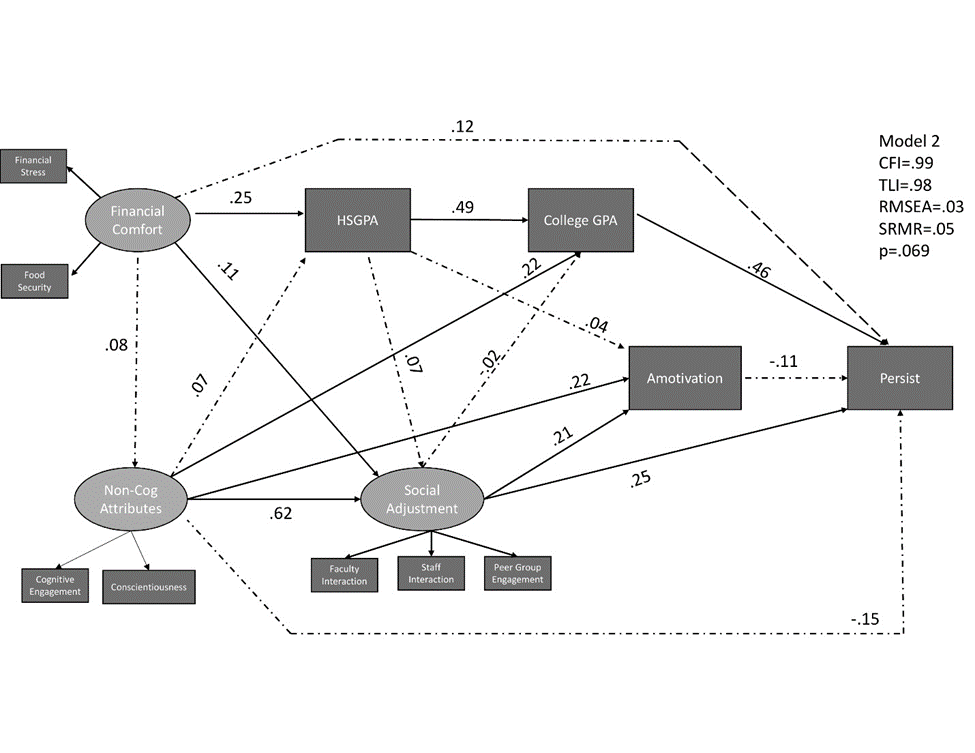 .12
Model 2
CFI=.99
TLI=.98
RMSEA=.03
SRMR=.05
p=.069
Financial
Stress
Financial
Comfort
.25
HSGPA
.49
College GPA
Food
Security
.11
.22
.46
.08
.07
.07
-.02
.04
Amotivation
-.11
Persist
.22
.21
.25
Non-Cog
Attributes
.62
Social
Adjustment
Cognitive
Engagement
Conscientiousness
Faculty
Interaction
Staff
Interaction
Peer Group
Engagement
-.15